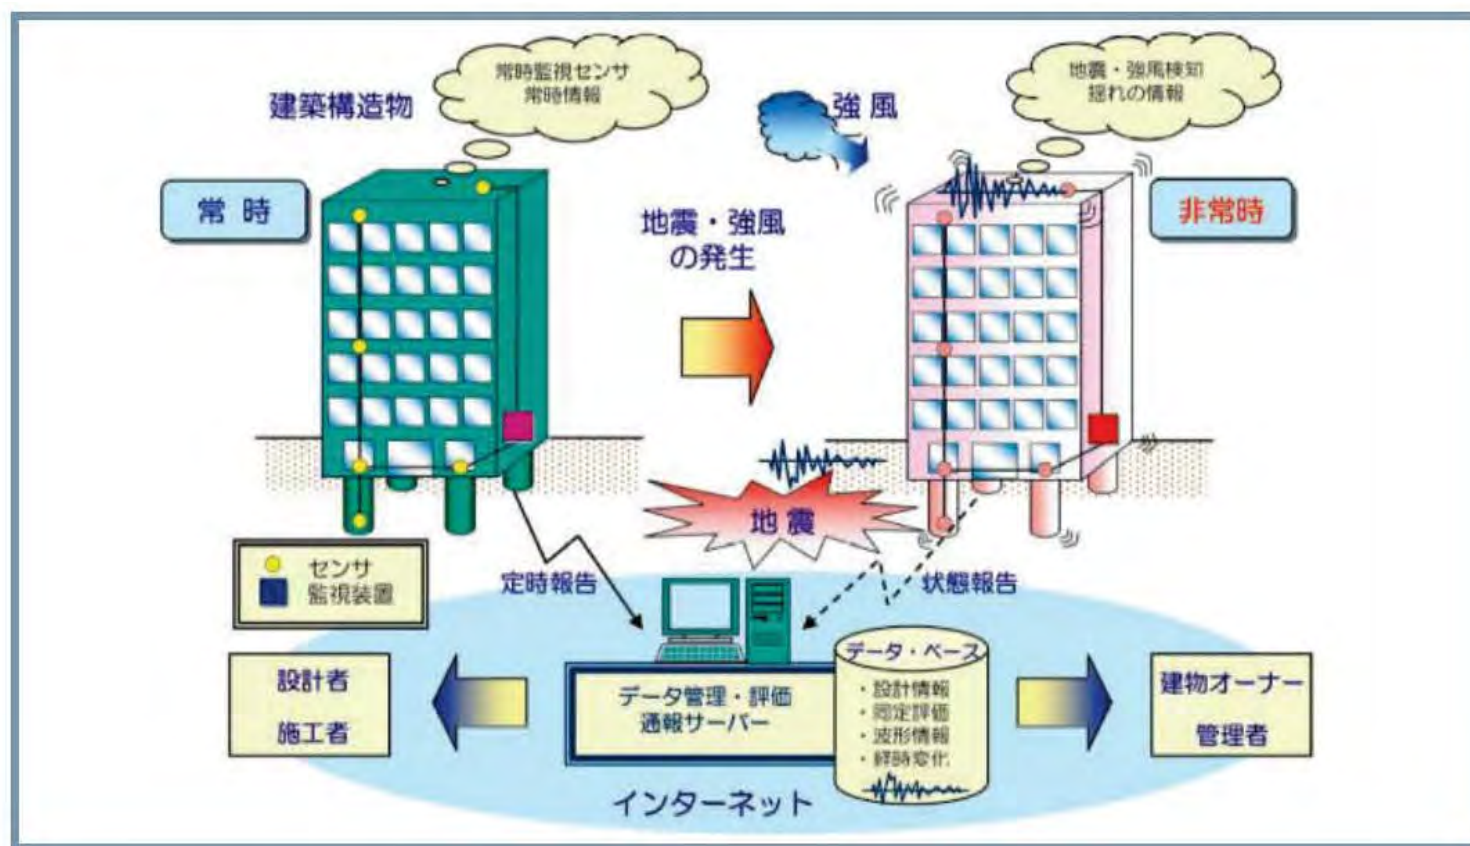 常時監視センサ
常時情報
建築構造物
強風
地震・強風検知
揺れの情報
常時
地震・強風
の発生
非常時
地震
センサ
監視装置
定時報告
状態報告
設計者
施工者
データ管理・評価
通報サーバー
データ・ベース
・設計情報
・同定評価
・波形情報
・経時変化
建物オーナー
管理者
インターネット